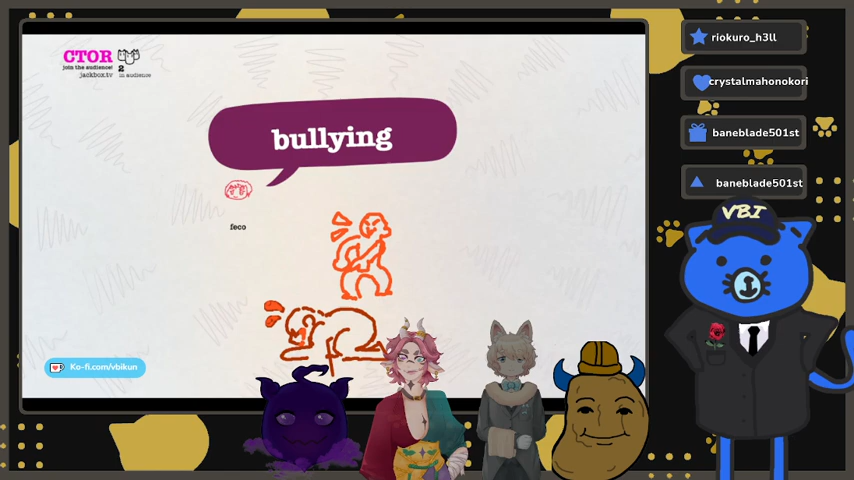 CTOR
join the audience!
jackbox.tv
2
in audience
bullying
feco
Ko-fi.com/vbikun
riokuro_h3ll
crystalmahonokori
baneblade501st
baneblade501st
VBI